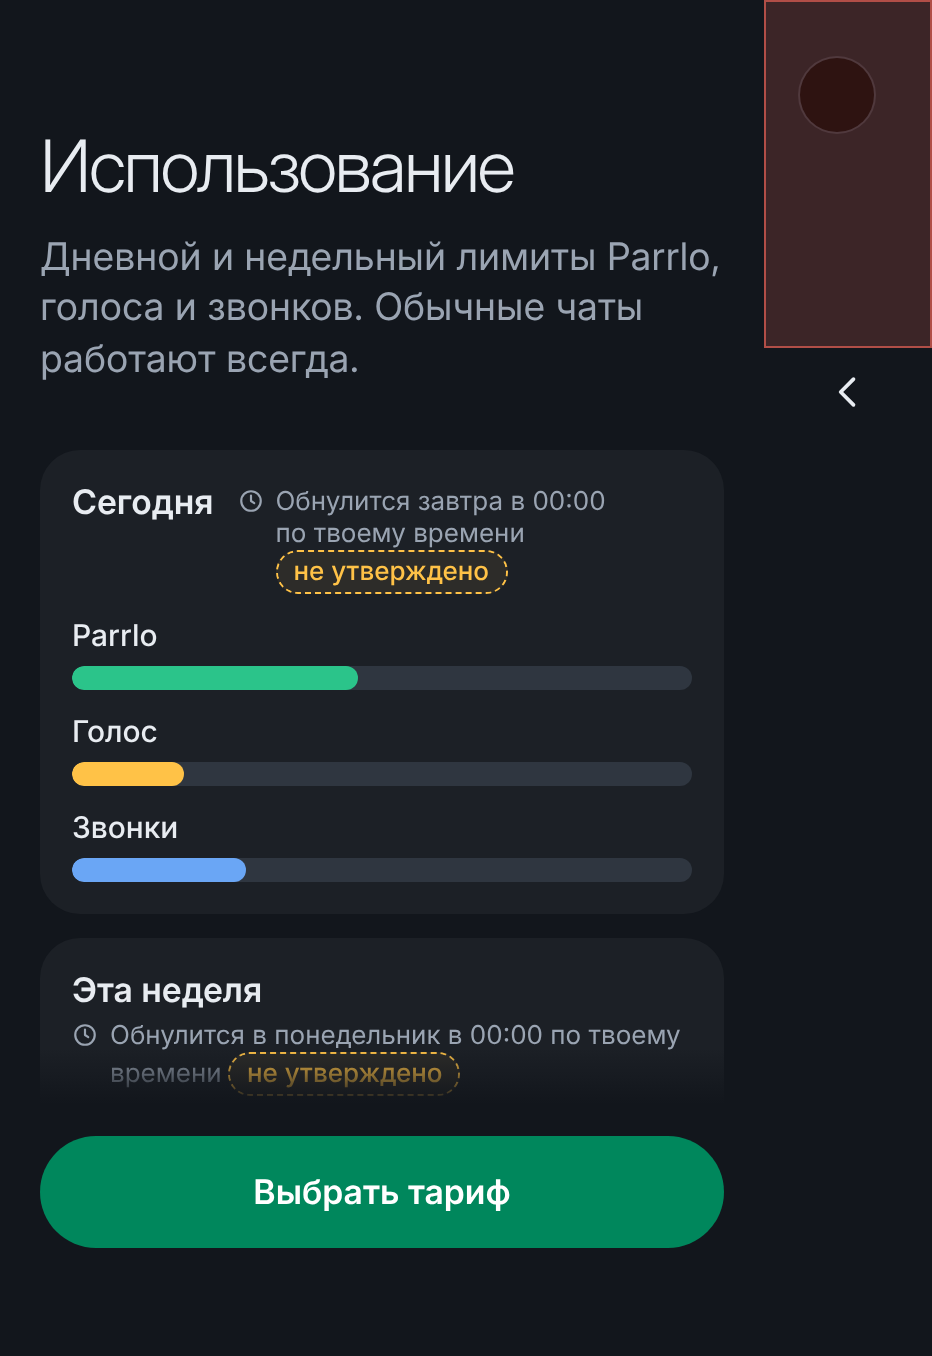 Использование
Дневной и недельный лимиты Parrlo,
голоса и звонков. Обычные чаты
работают всегда.
Сегодня
Обнулится завтра в 00:00
по твоему времени
не утверждено
Parrlo
Голос
Звонки
Эта неделя
Обнулится в понедельник в 00:00 по твоему
времени не утверждено
Выбрать тариф